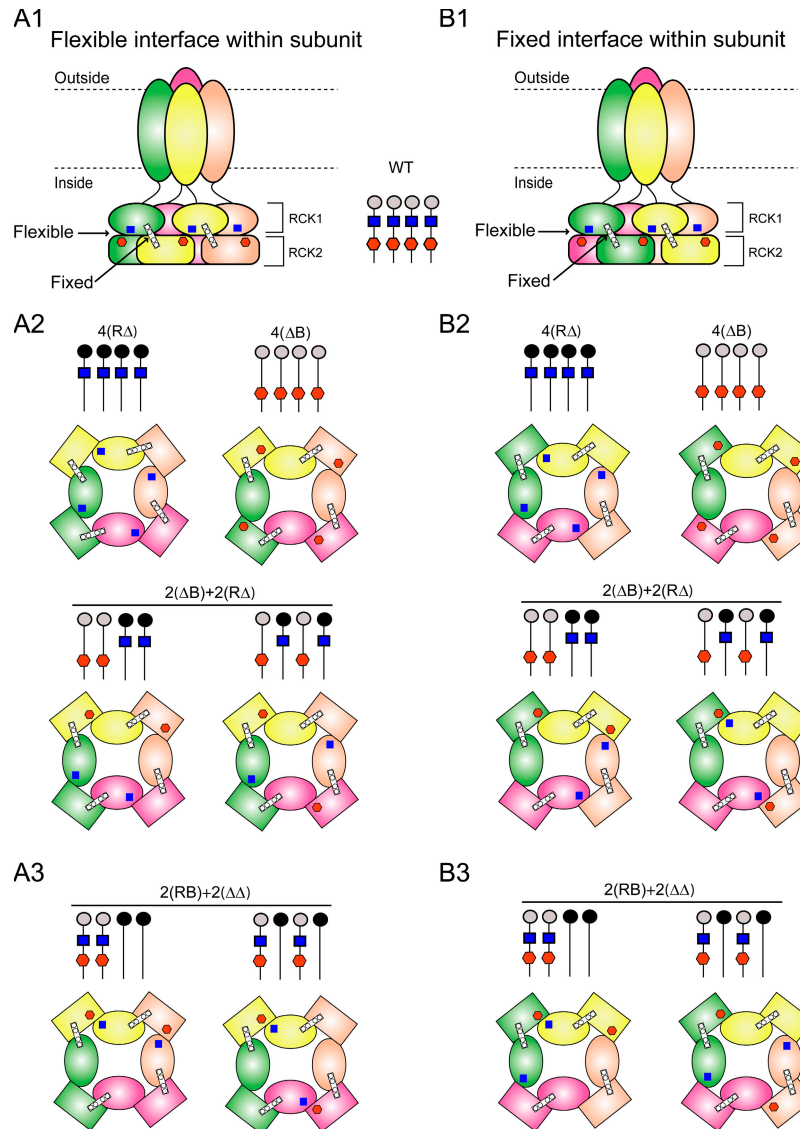 A1
Flexible interface within subunit
Outside
Inside
RCK1
Flexible
RCK2
Fixed
WT
B1
Fixed interface within subunit
Outside
Inside
RCK1
Flexible
RCK2
Fixed
A2
4(RΔ)
4(ΔB)
2(ΔB)+2(RΔ)
B2
4(RΔ)
4(ΔB)
2(ΔB)+2(RΔ)
A3
2(RB)+2(ΔΔ)
B3
2(RB)+2(ΔΔ)